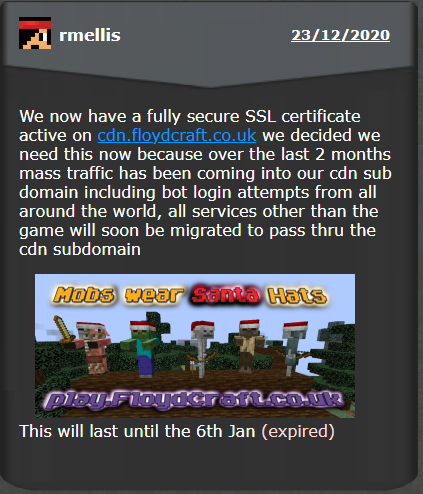 rmellis
23/12/2020
We now have a fully secure SSL certificate
active on cdn.floydcraft.co.uk we decided we
need this now because over the last 2 months
mass traffic has been coming into our cdn sub
domain including bot login attempts from all
around the world, all services other than the
game will soon be migrated to pass thru the
cdn subdomain
Mobs wear Santa Hats
play.FloydCraft.co.uk
This will last until the 6th Jan (expired)